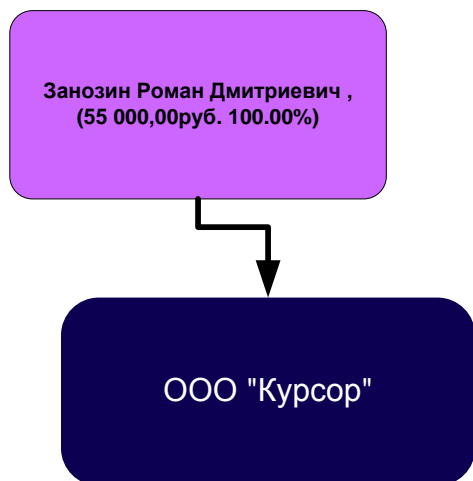 Занозин Роман Дмитриевич ,
(55 000,00руб. 100.00%)
ООО "Курсор"